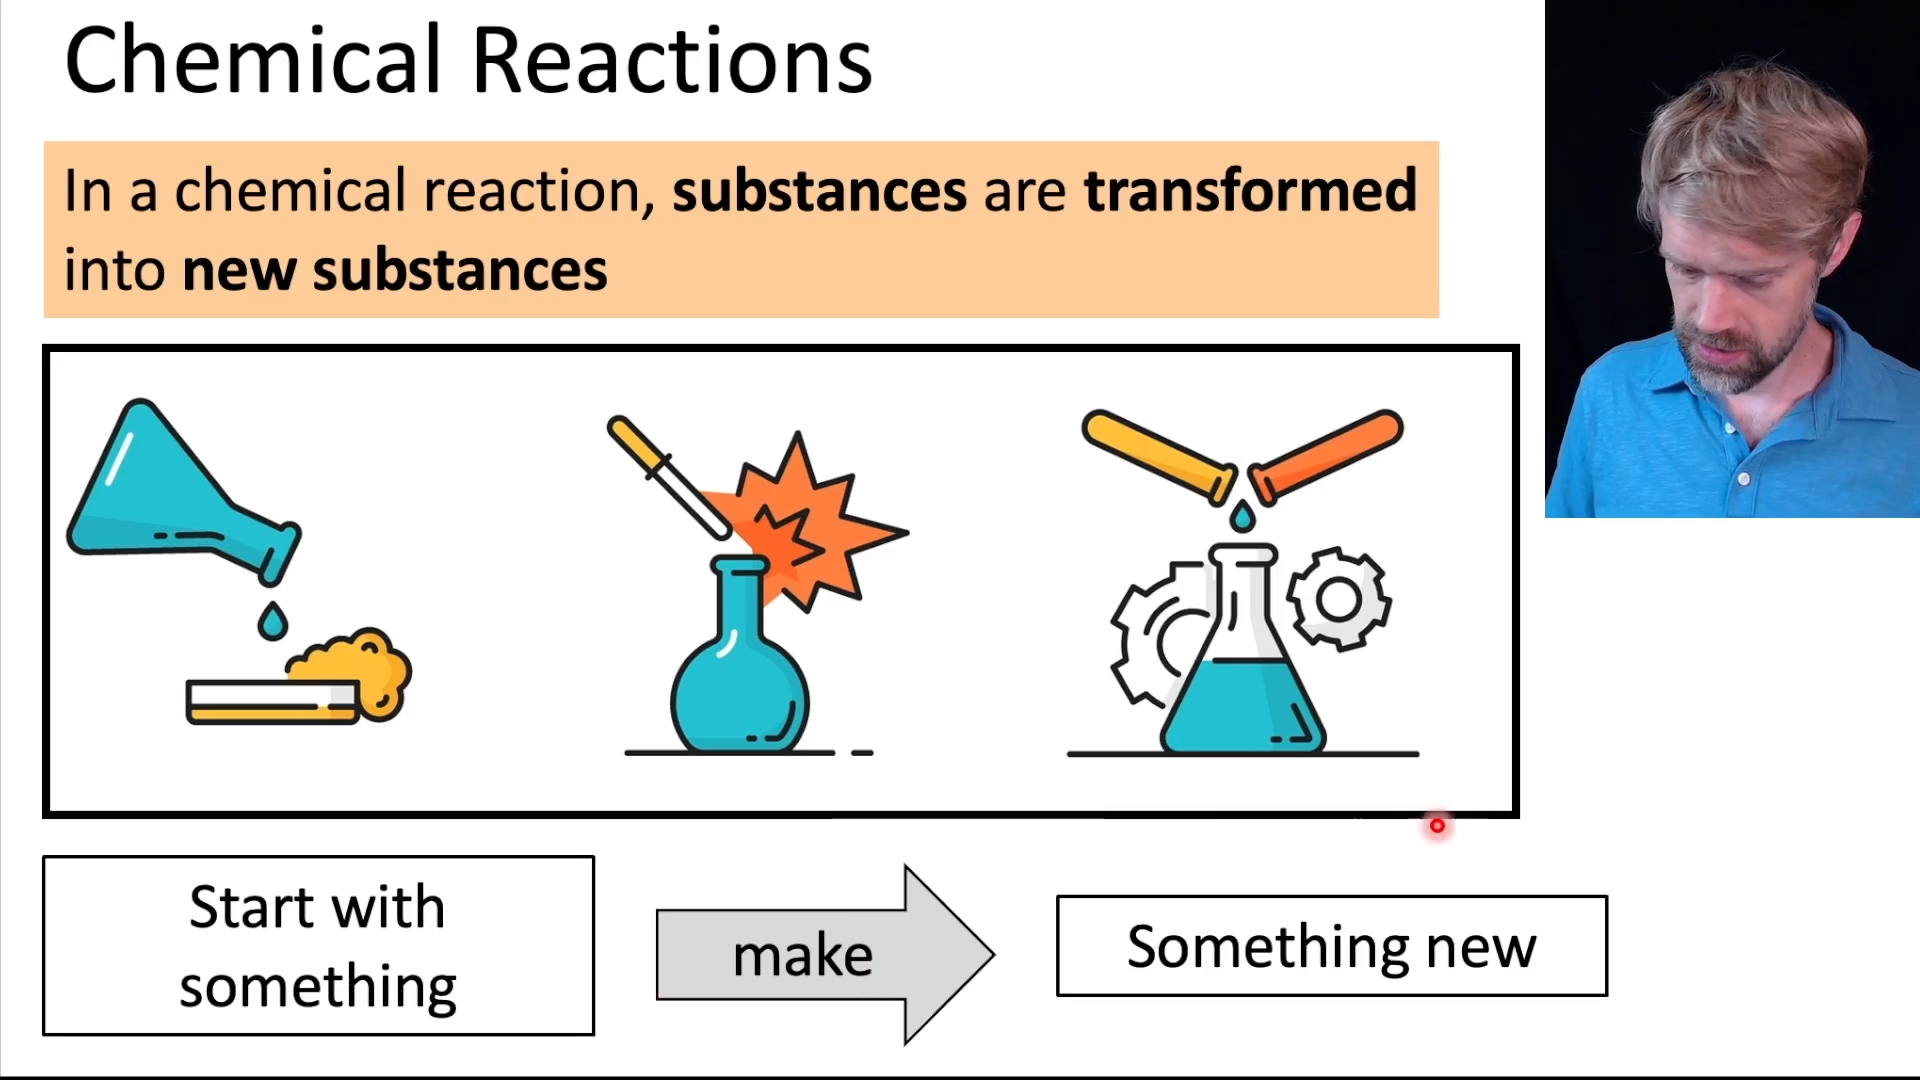 Chemical Reactions
In a chemical reaction, substances are transformed
into new substances
Start with
something
make
Something new